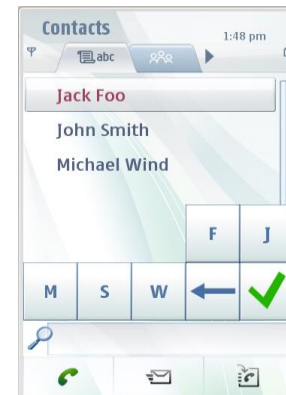 Contacts
1:48 pm
abc
Jack Foo
John Smith
Michael Wind
F J
M S W